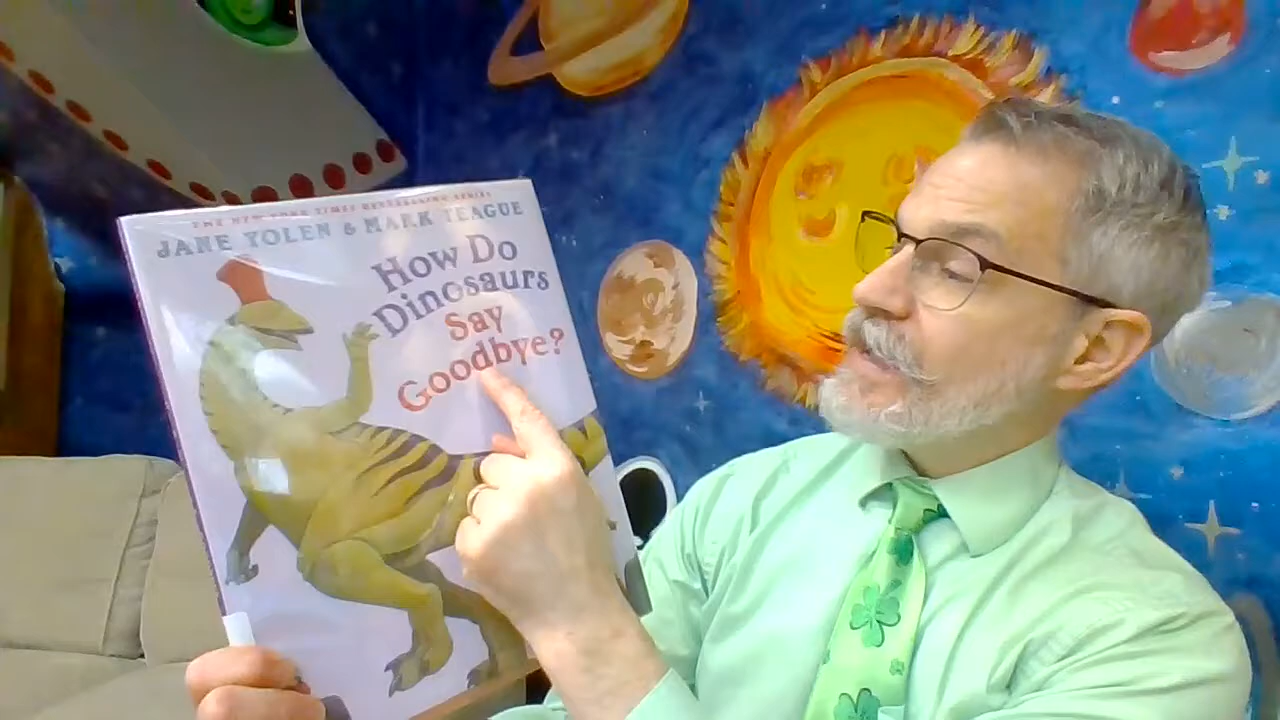 THE NEW YORK TIMES BESTSELLING SERIES
JANE YOLEN & MARK TEAGUE
How Do
Dinosaurs
Say
Goodbye?